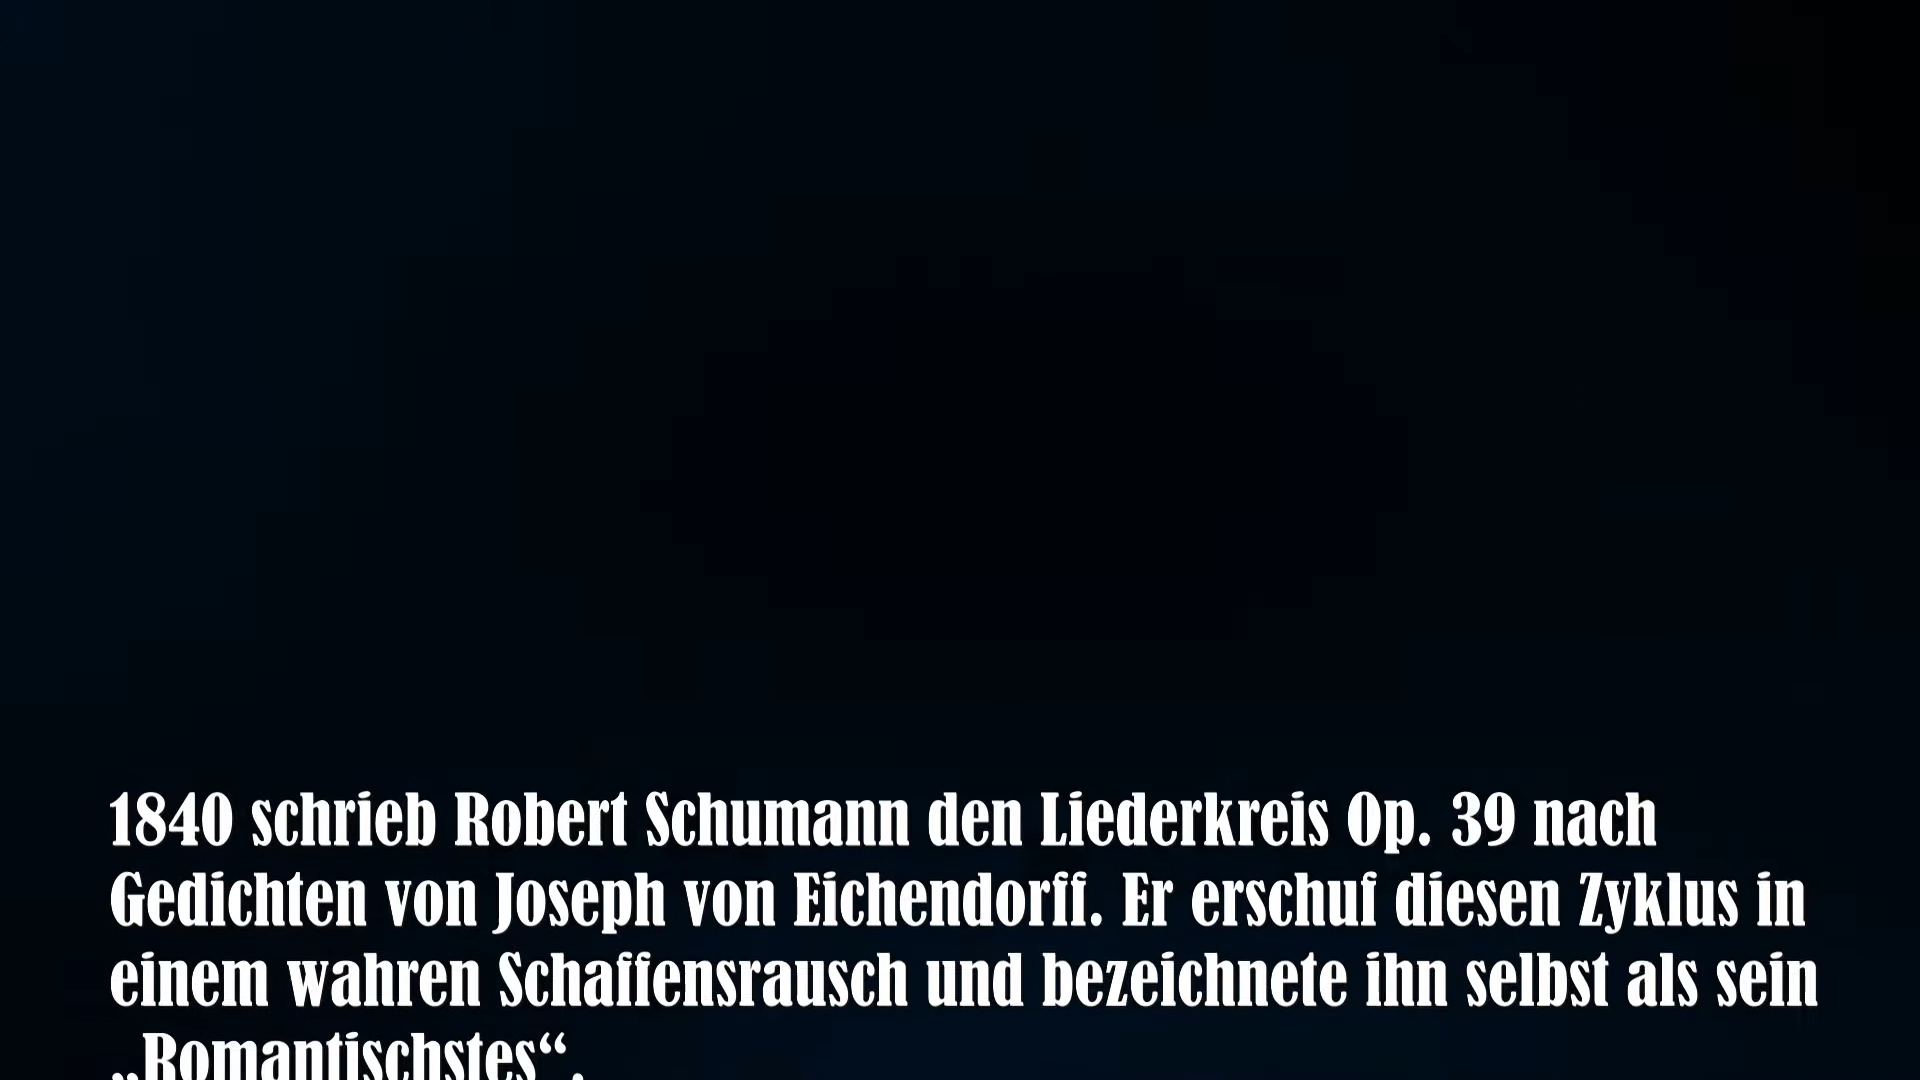 1840 schrieb Robert Schumann den Liederkreis Op. 39 nach
Gedichten von Joseph von Eichendorff. Er erschuf diesen Zyklus in
einem wahren Schaffensrausch und bezeichnete ihn selbst als sein
„Romantischstes“.